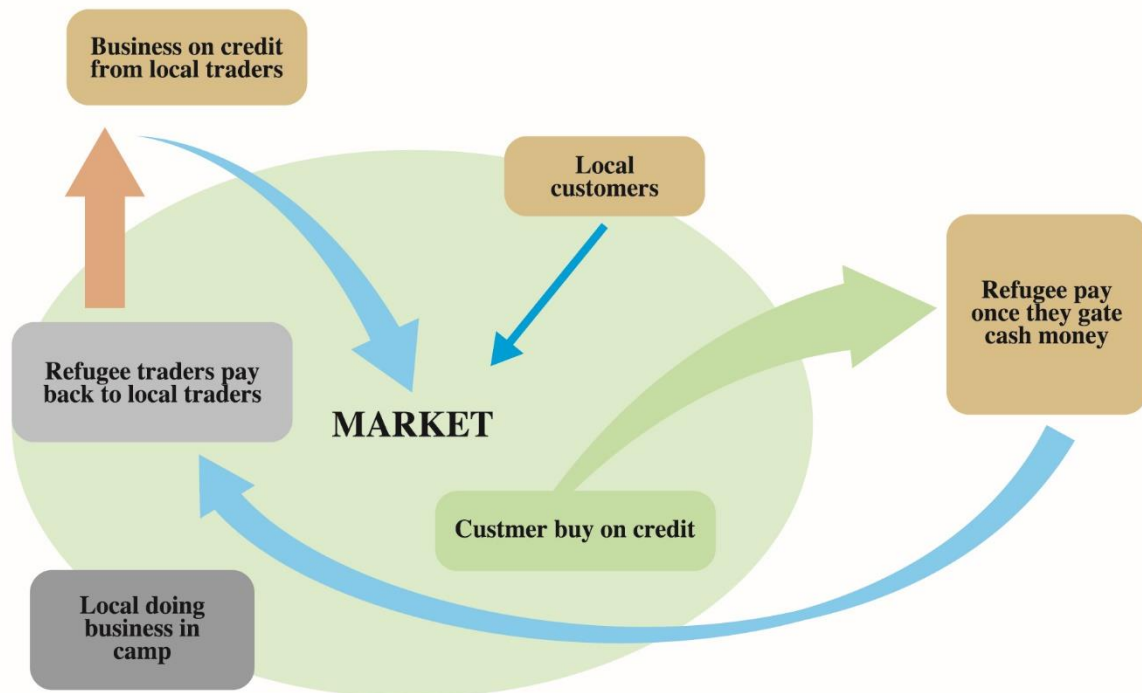 Business on credit
from local traders
Local
customers
Refugee pay
once they gate
cash money
Refugee traders pay
back to local traders
MARKET
Custmer buy on credit
Local doing
business in
camp